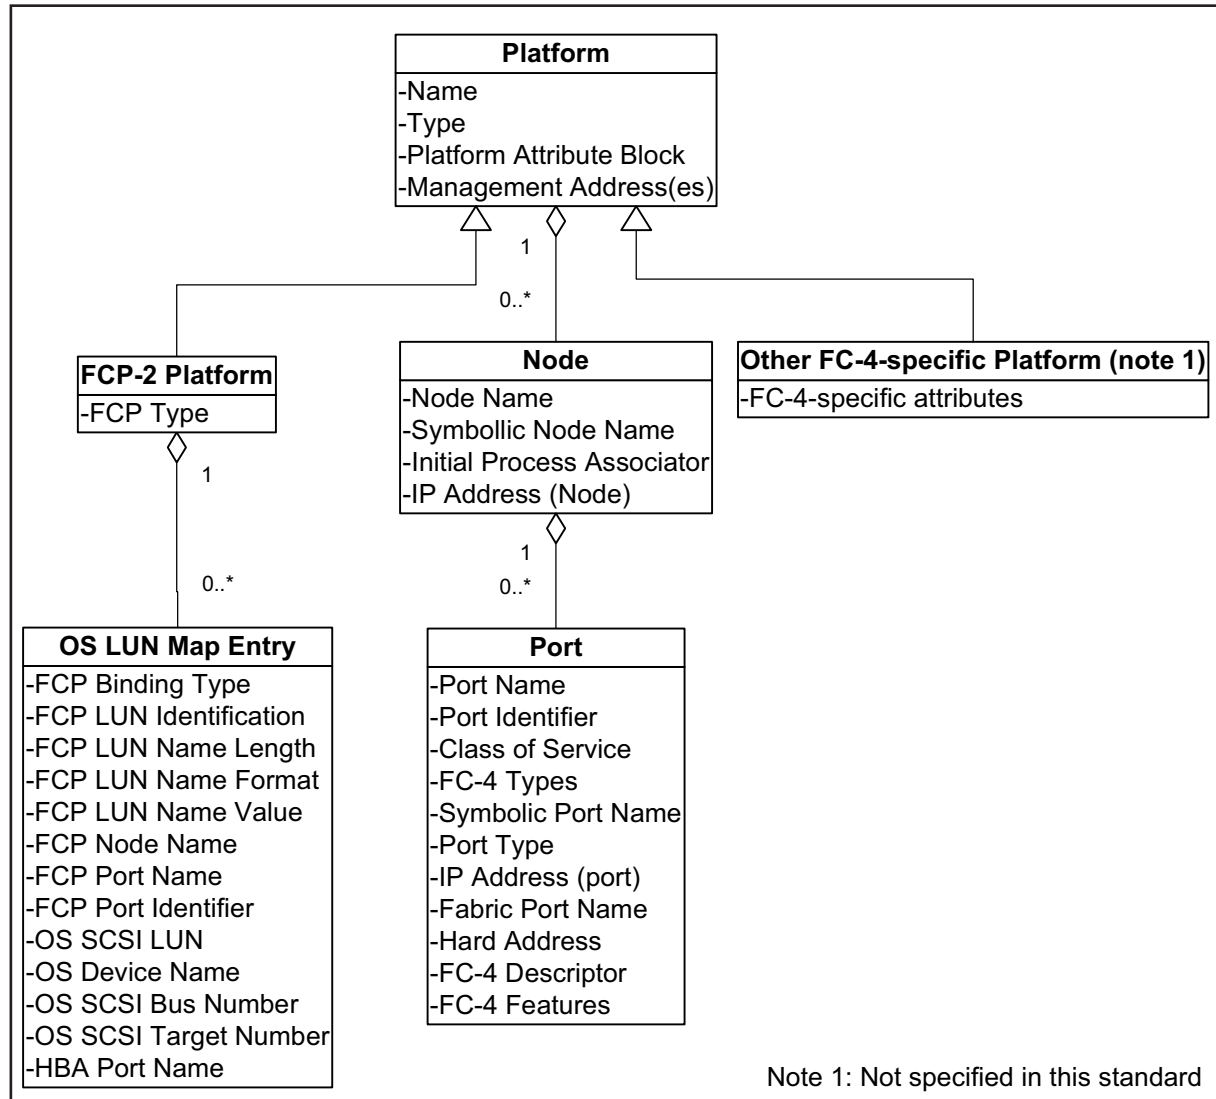 Platform
-Name
-Type
-Platform Attribute Block
-Management Address(es)
1
0..*
FCP-2 Platform
-FCP Type
Node
-Node Name
-Symbollic Node Name
-Initial Process Associator
-IP Address (Node)
Other FC-4-specific Platform (note 1)
-FC-4-specific attributes
1
0..*
1
0..*
OS LUN Map Entry
-FCP Binding Type
-FCP LUN Identification
-FCP LUN Name Length
-FCP LUN Name Format
-FCP LUN Name Value
-FCP Node Name
-FCP Port Name
-FCP Port Identifier
-OS SCSI LUN
-OS Device Name
-OS SCSI Bus Number
-OS SCSI Target Number
-HBA Port Name
Port
-Port Name
-Port Identifier
-Class of Service
-FC-4 Types
-Symbolic Port Name
-Port Type
-IP Address (port)
-Fabric Port Name
-Hard Address
-FC-4 Descriptor
-FC-4 Features
Note 1: Not specified in this standard